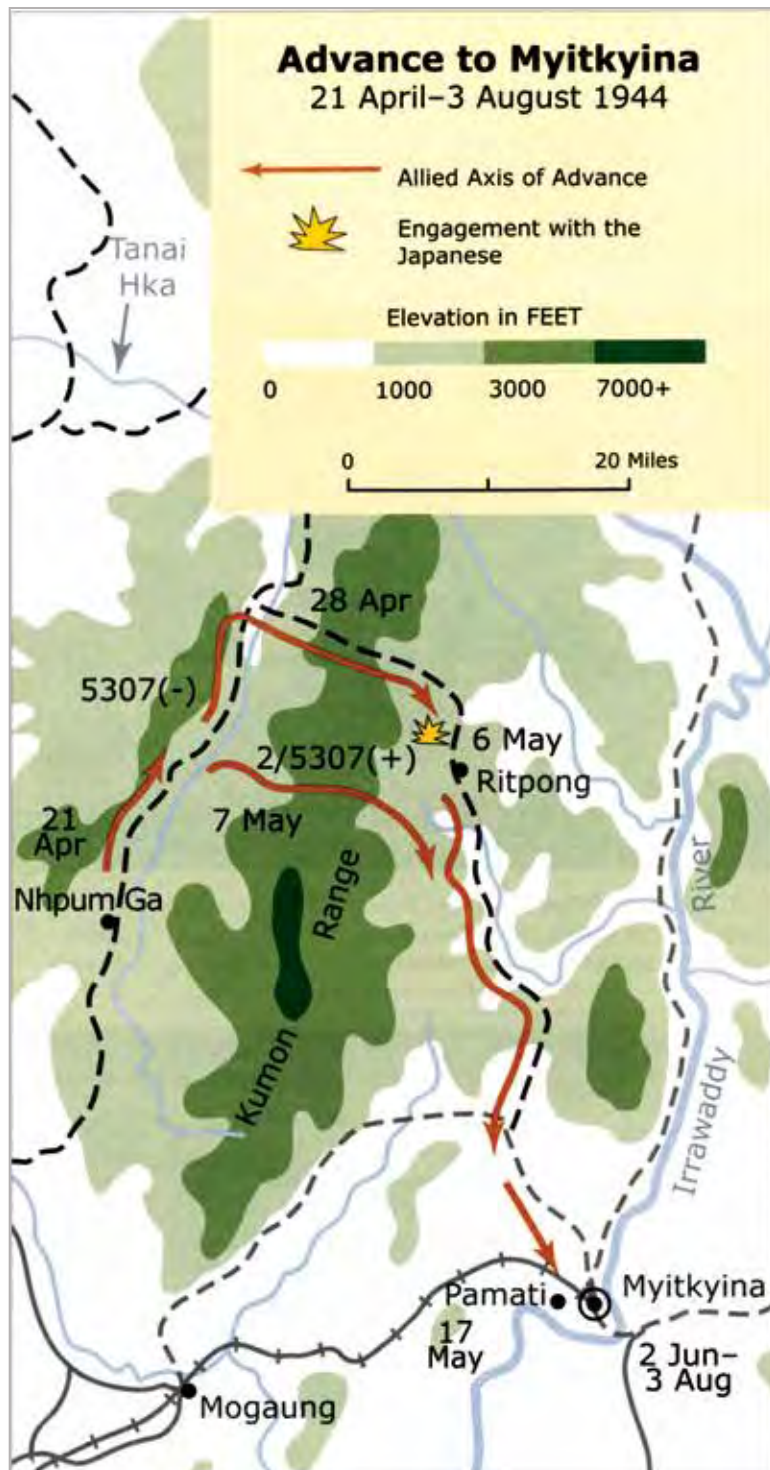 Advance to Myitkyina
21 April–3 August 1944
Allied Axis of Advance
Engagement with the
Japanese
Elevation in FEET
0 1000 3000 7000+
0 20 Miles
Tanai
Hka
28 Apr
5307(-)
2/5307(+)
6 May
Ritpong
21
Apr
7 May
Nhpum Ga
Kumon Range
Irrawaddy River
Pamati
Myitkyina
17
May
2 Jun–
3 Aug
Mogaung